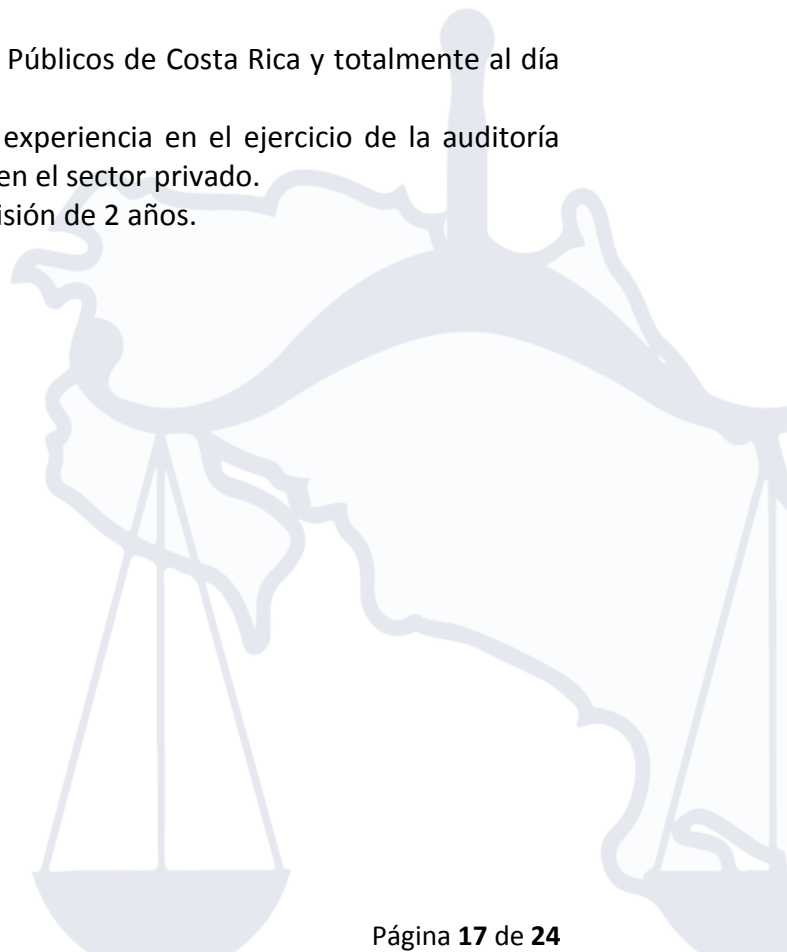 Públicos de Costa Rica y totalmente al día
experiencia en el ejercicio de la auditoría
en el sector privado.
isión de 2 años.
Página 17 de 24